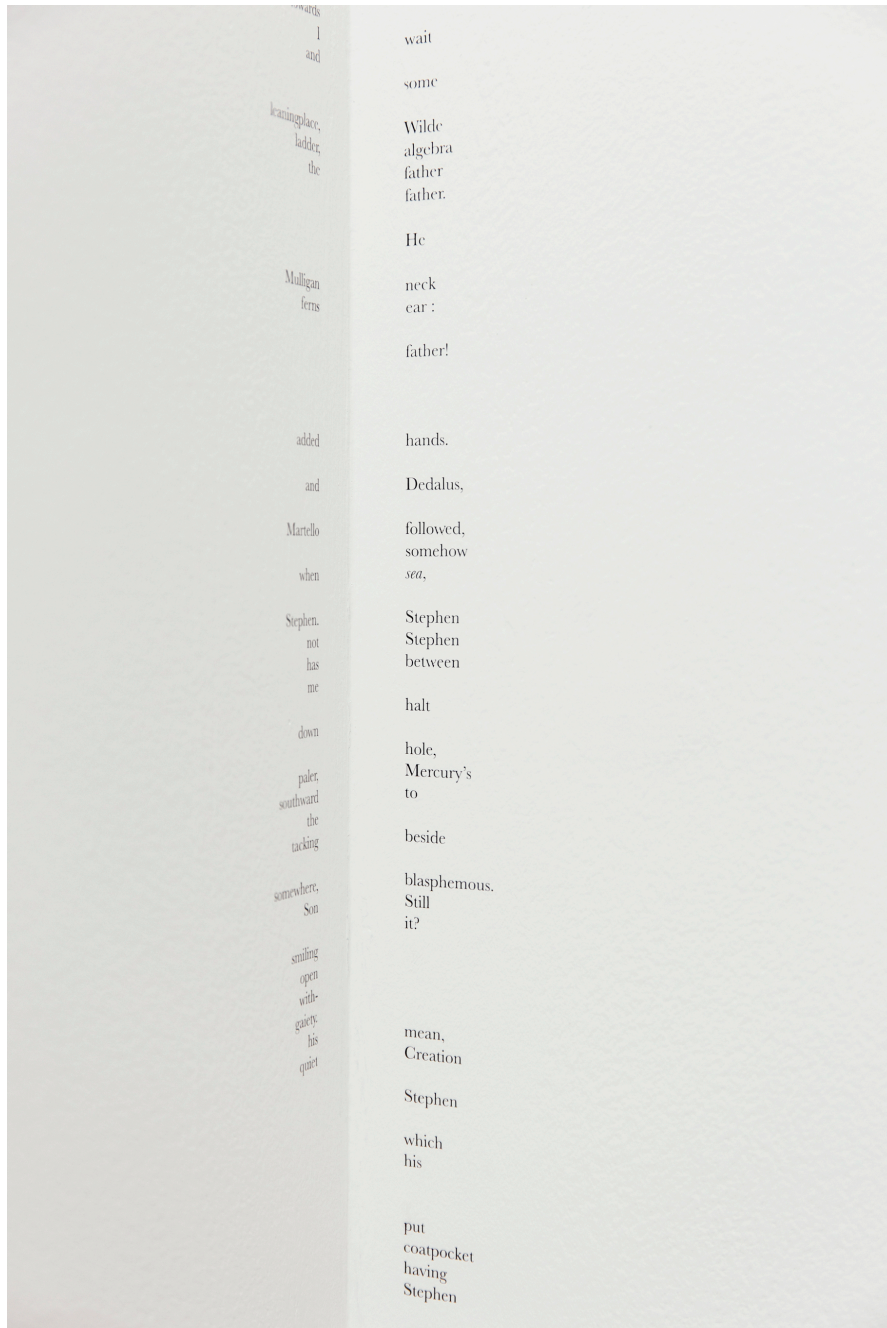 and
leaningplace,
ladder,
the
Mulligan
ferns
added
and
Martello
when
Stephen.
not
has
me
down
paler,
southward
the
tacking
somewhere,
Son
smiling
open
with-
gaiety.
his
quiet
wait
some
Wilde
algebra
father
father.
He
neck
ear :
father!
hands.
Dedalus,
followed,
somehow
sea,
Stephen
Stephen
between
halt
hole,
Mercury's
to
beside
blasphemous.
Still
it?
mean,
Creation
Stephen
which
his
put
coatpocket
having
Stephen